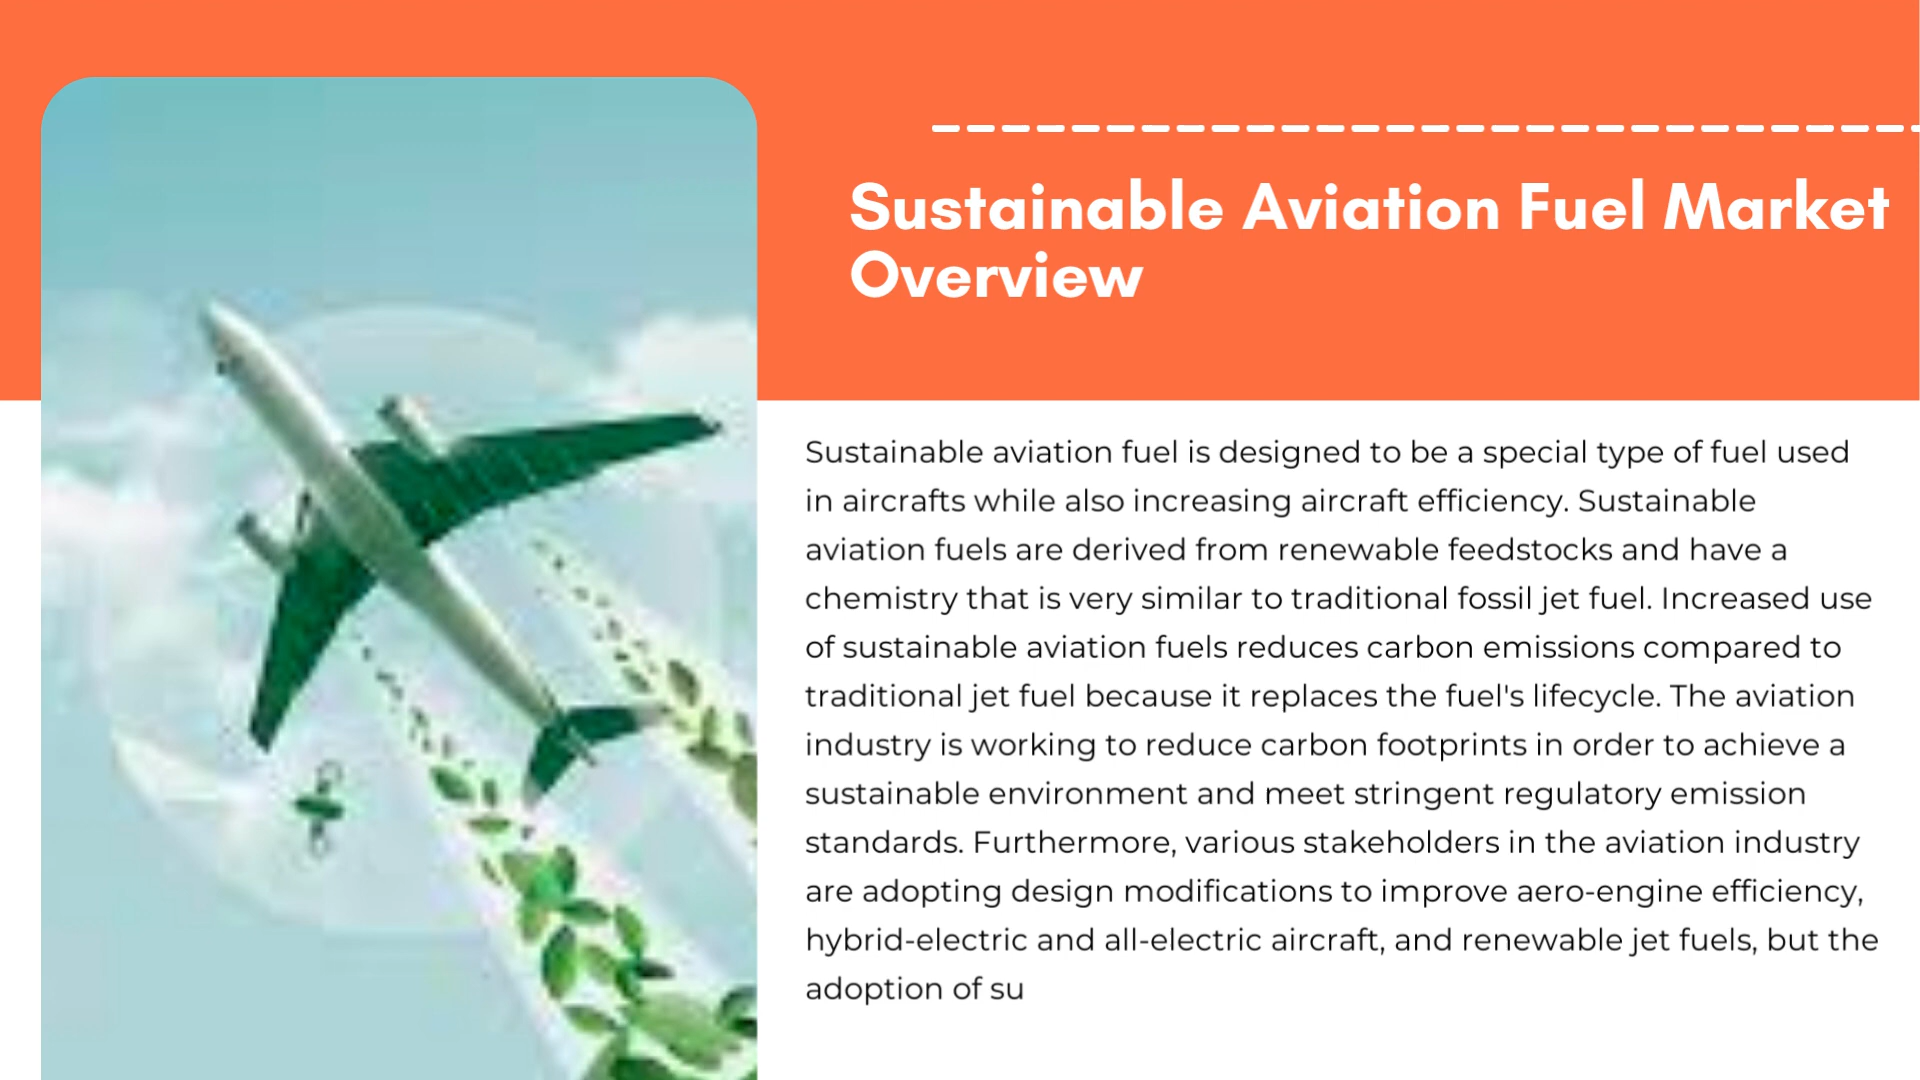 Sustainable Aviation Fuel Market
Overview
Sustainable aviation fuel is designed to be a special type of fuel used
in aircrafts while also increasing aircraft efficiency. Sustainable
aviation fuels are derived from renewable feedstocks and have a
chemistry that is very similar to traditional fossil jet fuel. Increased use
of sustainable aviation fuels reduces carbon emissions compared to
traditional jet fuel because it replaces the fuel's lifecycle. The aviation
industry is working to reduce carbon footprints in order to achieve a
sustainable environment and meet stringent regulatory emission
standards. Furthermore, various stakeholders in the aviation industry
are adopting design modifications to improve aero-engine efficiency,
hybrid-electric and all-electric aircraft, and renewable jet fuels, but the
adoption of su